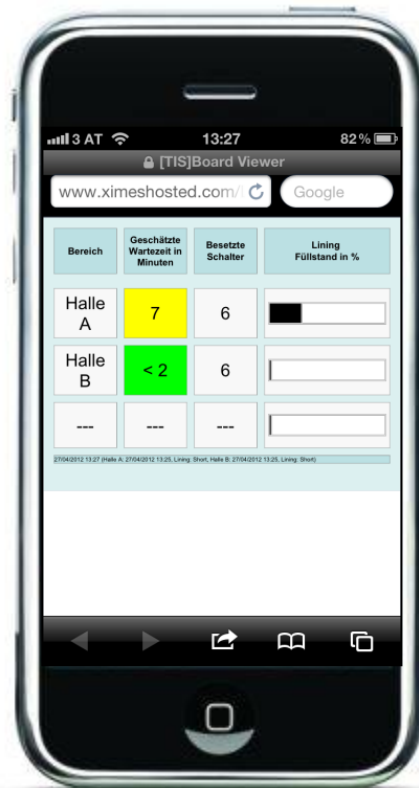 3 AT 13:27 82%
[TIS]Board Viewer
www.ximeshosted.com/ Google
Bereich
Geschätzte
Wartezeit in
Minuten
Besetzte
Schalter
Lining
Füllstand in %
Halle
A
7
6
Halle
B
< 2
6
---
---
---
27/04/2012 13:27 (Halle A: 27/04/2012 13:25, Lining: Short, Halle B: 27/04/2012 13:25, Lining: Short)